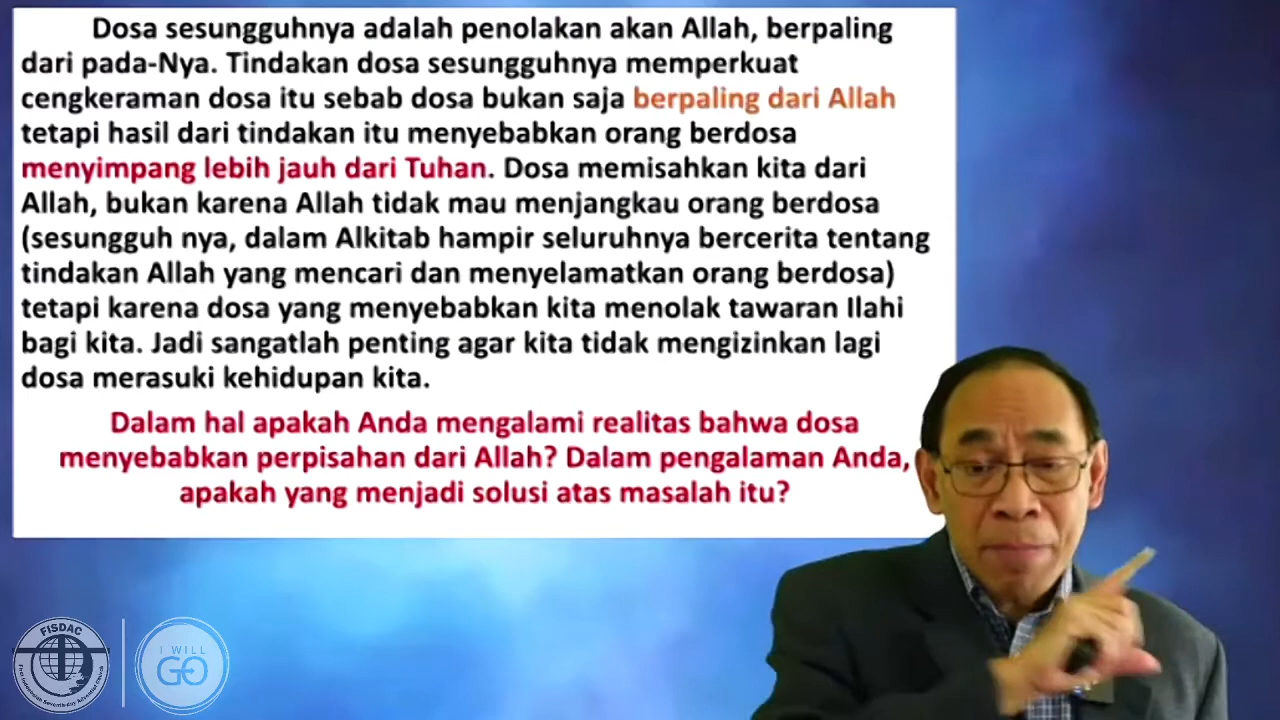 Dosa sesungguhnya adalah penolakan akan Allah, berpaling
dari pada-Nya. Tindakan dosa sesungguhnya memperkuat
cengkeraman dosa itu sebab dosa bukan saja berpaling dari Allah
tetapi hasil dari tindakan itu menyebabkan orang berdosa
menyimpang lebih jauh dari Tuhan. Dosa memisahkan kita dari
Allah, bukan karena Allah tidak mau menjangkau orang berdosa
(sesungguh nya, dalam Alkitab hampir seluruhnya bercerita tentang
tindakan Allah yang mencari dan menyelamatkan orang berdosa)
tetapi karena dosa yang menyebabkan kita menolak tawaran Ilahi
bagi kita. Jadi sangatlah penting agar kita tidak mengizinkan lagi
dosa merasuki kehidupan kita.
Dalam hal apakah Anda mengalami realitas bahwa dosa
menyebabkan perpisahan dari Allah? Dalam pengalaman Anda,
apakah yang menjadi solusi atas masalah itu?
FISDAC
I WILL
GO